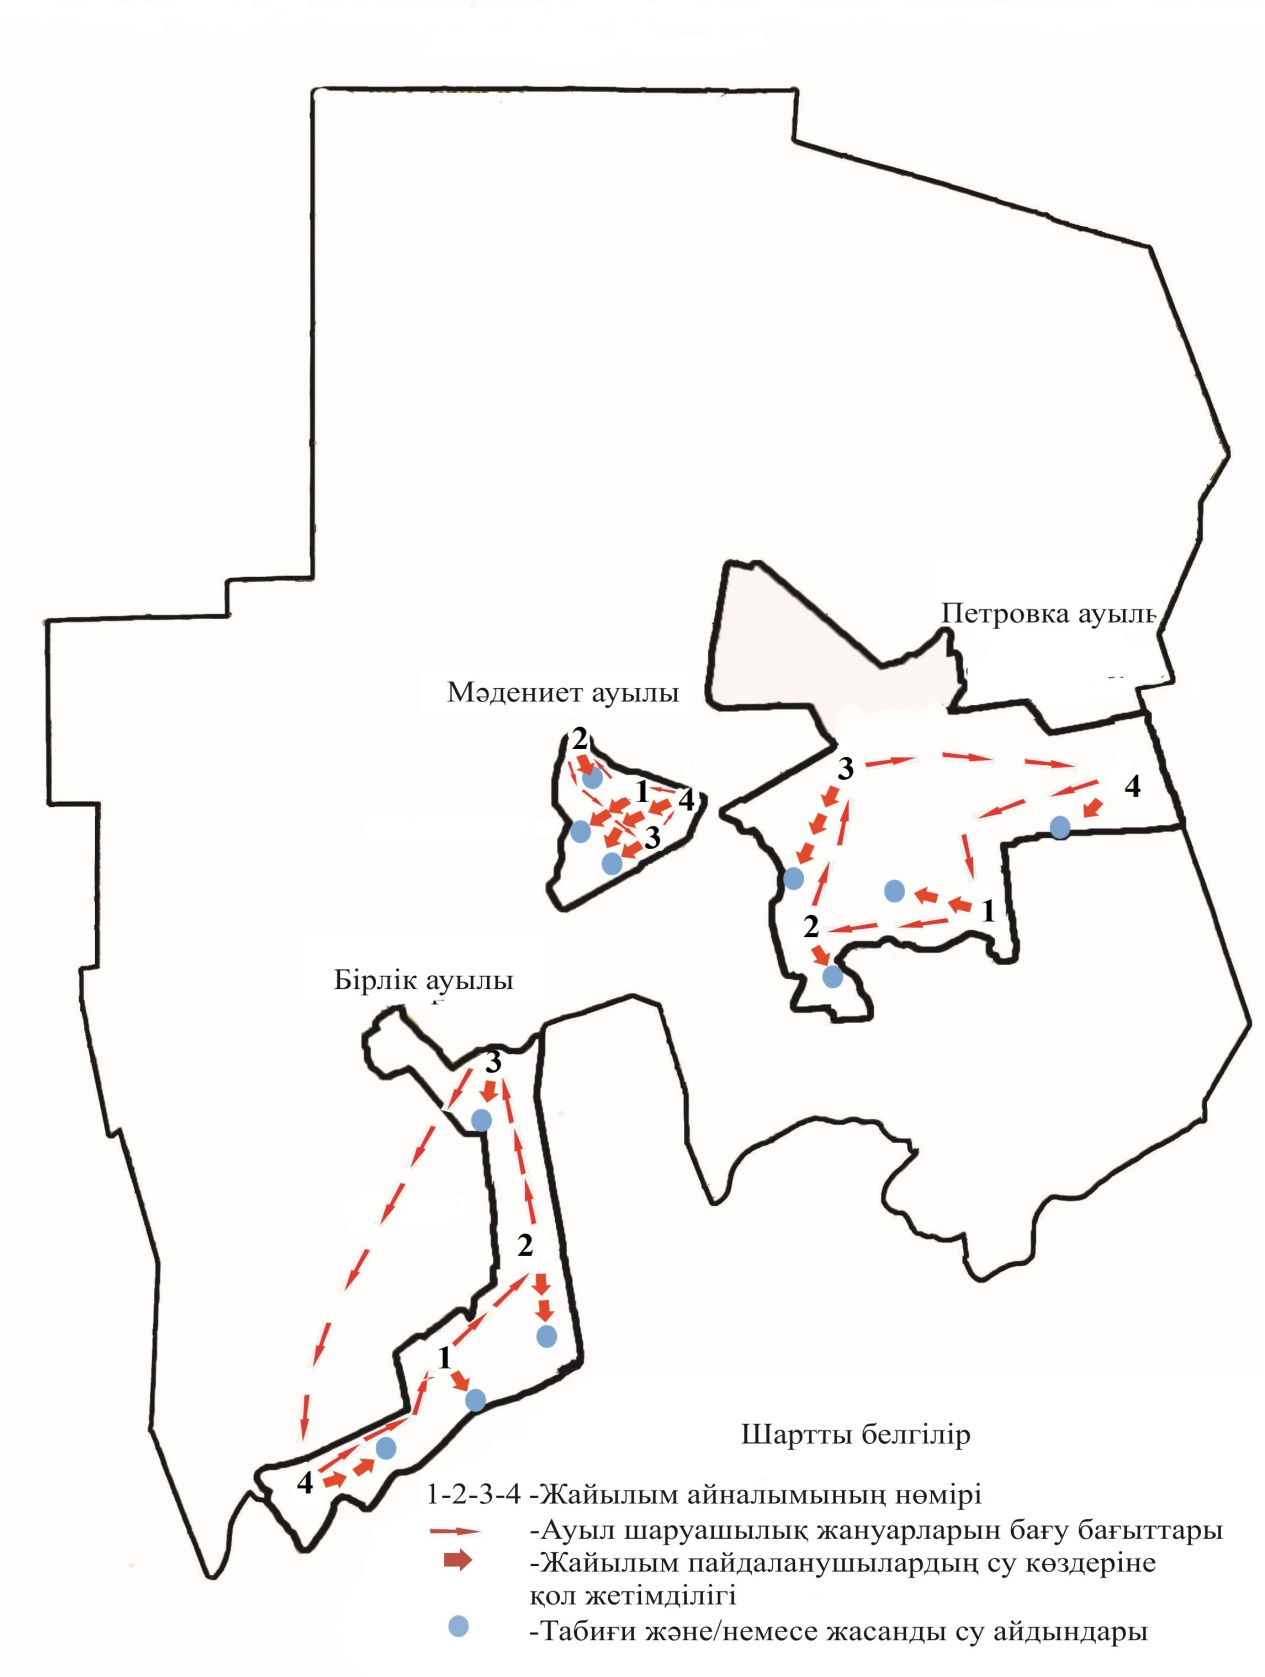 Петровка ауылы
Мәдениет ауылы
2
1
4
3
3
4
1
2
Бірлік ауылы
3
2
1
4
Шартты белгілір
1-2-3-4 -Жайылым айналымының нөмірі
-Ауыл шаруашылық жануарларын бағу бағыттары
-Жайылым пайдаланушылардың су көздеріне
қол жетімділігі
-Табиғи және/немесе жасанды су айдындары